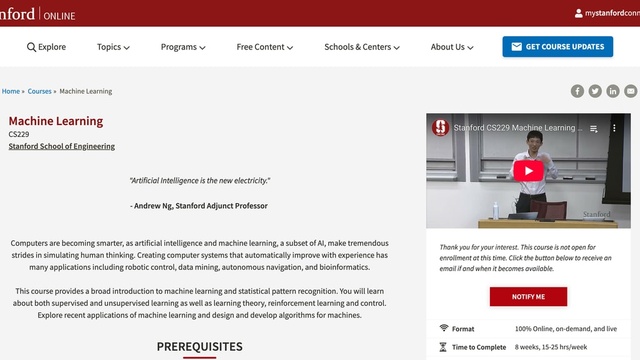 nford | ONLINE
mystanfordconn
Explore
Topics
Programs
Free Content
Schools & Centers
About Us
GET COURSE UPDATES
Home » Courses » Machine Learning
Machine Learning
CS229
Stanford School of Engineering
"Artificial Intelligence is the new electricity."
- Andrew Ng, Stanford Adjunct Professor
Computers are becoming smarter, as artificial intelligence and machine learning, a subset of AI, make tremendous
strides in simulating human thinking. Creating computer systems that automatically improve with experience has
many applications including robotic control, data mining, autonomous navigation, and bioinformatics.
This course provides a broad introduction to machine learning and statistical pattern recognition. You will learn
about both supervised and unsupervised learning as well as learning theory, reinforcement learning and control.
Explore recent applications of machine learning and design and develop algorithms for machines.
PREREQUISITES
Stanford CS229 Machine Learning ...
Stanford
Thank you for your interest. This course is not open for
enrollment at this time. Click the button below to receive an
email if and when it becomes available.
NOTIFY ME
Format 100% Online, on-demand, and live
Time to Complete 8 weeks, 15-25 hrs/week